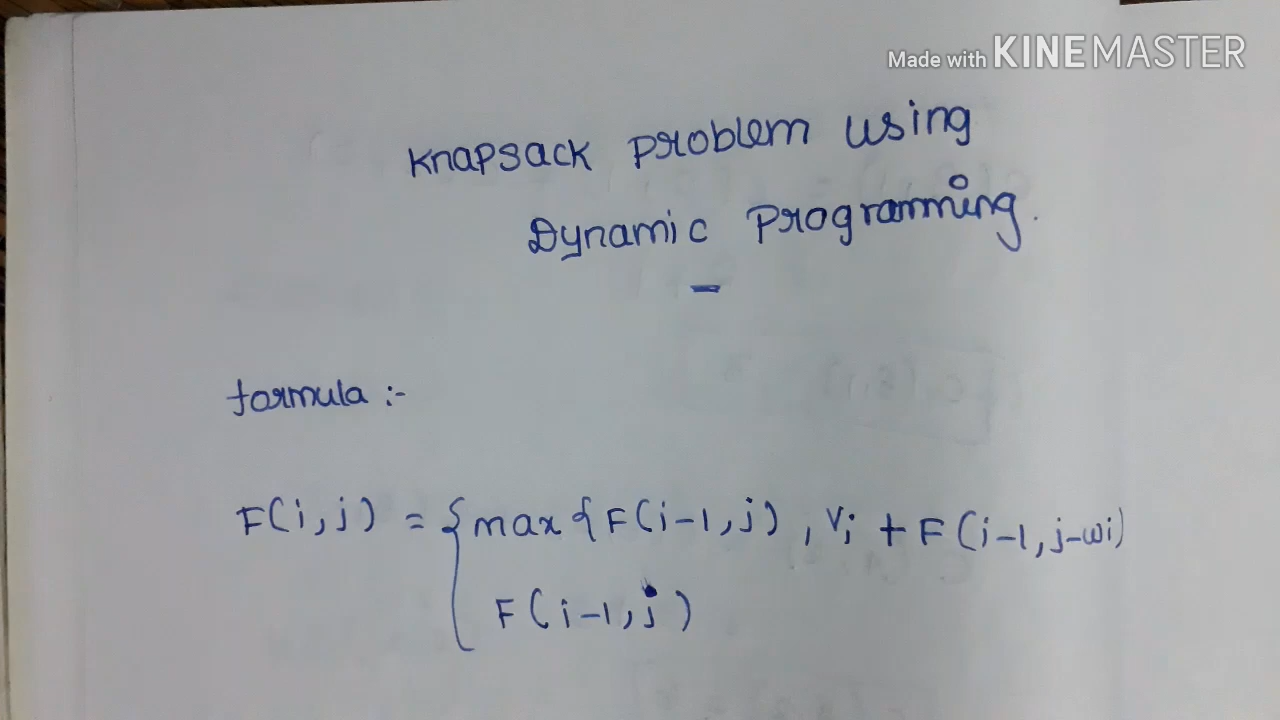 Made with KINEMASTER
Knapsack problem using
Dynamic Programming.
formula :-
F(i,j) = { max { F(i-1,j) , Vi + F(i-1,j-wi)
F(i-1,j)